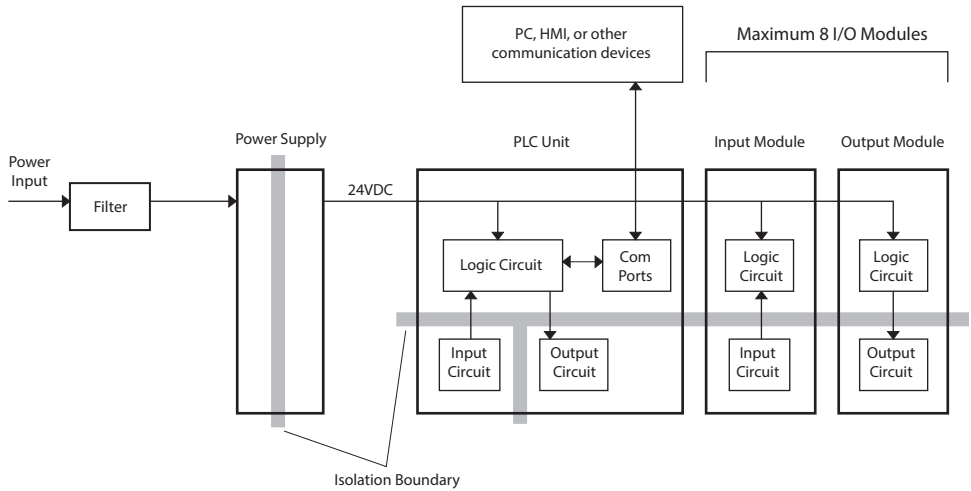 PC, HMI, or other
communication devices
Maximum 8 I/O Modules
Power Supply
PLC Unit
Input Module
Output Module
Power
Input
Filter
24VDC
Logic Circuit
Com
Ports
Logic
Circuit
Logic
Circuit
Input
Circuit
Output
Circuit
Input
Circuit
Output
Circuit
Isolation Boundary